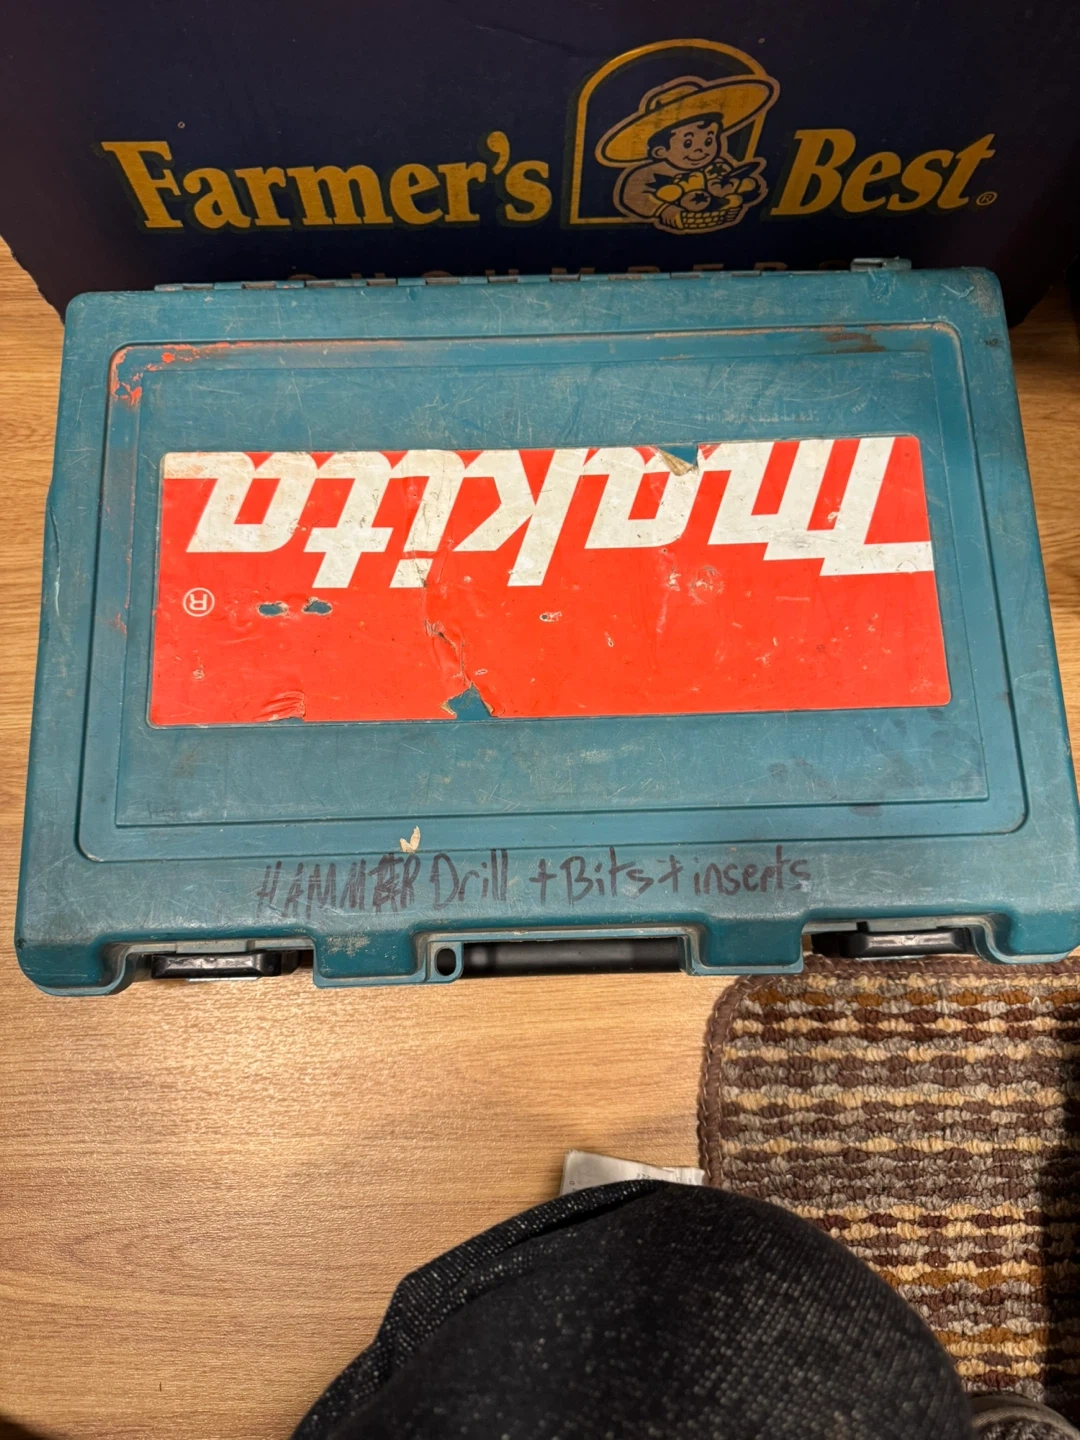 Farmer's Best®
makita
®
HAMMER Drill + Bits + inserts